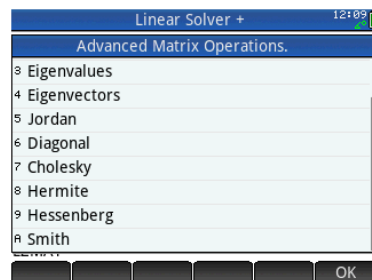 Linear Solver +
12:09
Advanced Matrix Operations.
3 Eigenvalues
4 Eigenvectors
5 Jordan
6 Diagonal
7 Cholesky
8 Hermite
9 Hessenberg
A Smith
OK